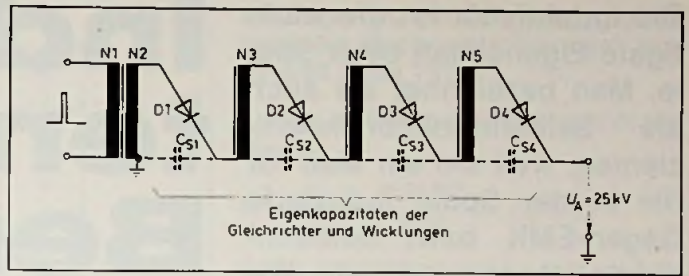 N1 N2 N3 N4 N5
D1 D2 D3 D4
CS1 CS2 CS3 CS4
UA=25kV
Eigenkapazitäten der
Gleichrichter und Wicklungen